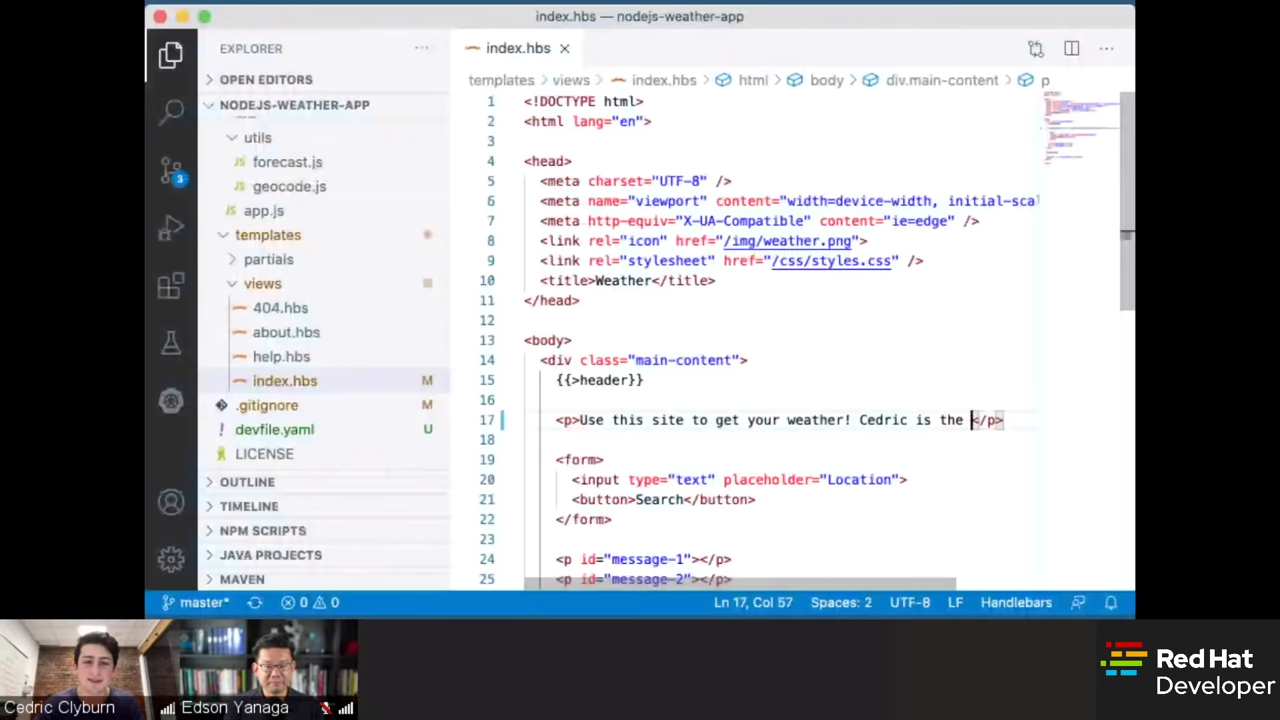 index.hbs — nodejs-weather-app
EXPLORER
OPEN EDITORS
NODEJS-WEATHER-APP
utils
forecast.js
geocode.js
app.js
templates
partials
views
404.hbs
about.hbs
help.hbs
index.hbs M
.gitignore M
! devfile.yaml U
LICENSE
OUTLINE
TIMELINE
NPM SCRIPTS
JAVA PROJECTS
MAVEN
3
index.hbs
templates > views > index.hbs > html > body > div.main-content > p
1 <!DOCTYPE html>
2 <html lang="en">
3
4 <head>
5 <meta charset="UTF-8" />
6 <meta name="viewport" content="width=device-width, initial-scal
7 <meta http-equiv="X-UA-Compatible" content="ie=edge" />
8 <link rel="icon" href="/img/weather.png">
9 <link rel="stylesheet" href="/css/styles.css" />
10 <title>Weather</title>
11 </head>
12
13 <body>
14 <div class="main-content">
15 {{>header}}
16
17 <p>Use this site to get your weather! Cedric is the </p>
18
19 <form>
20 <input type="text" placeholder="Location">
21 <button>Search</button>
22 </form>
23
24 <p id="message-1"></p>
25 <p id="message-2"></p>
master* 0 0 Ln 17, Col 57 Spaces: 2 UTF-8 LF Handlebars
Cedric Clyburn
Edson Yanaga
Red Hat
Developer